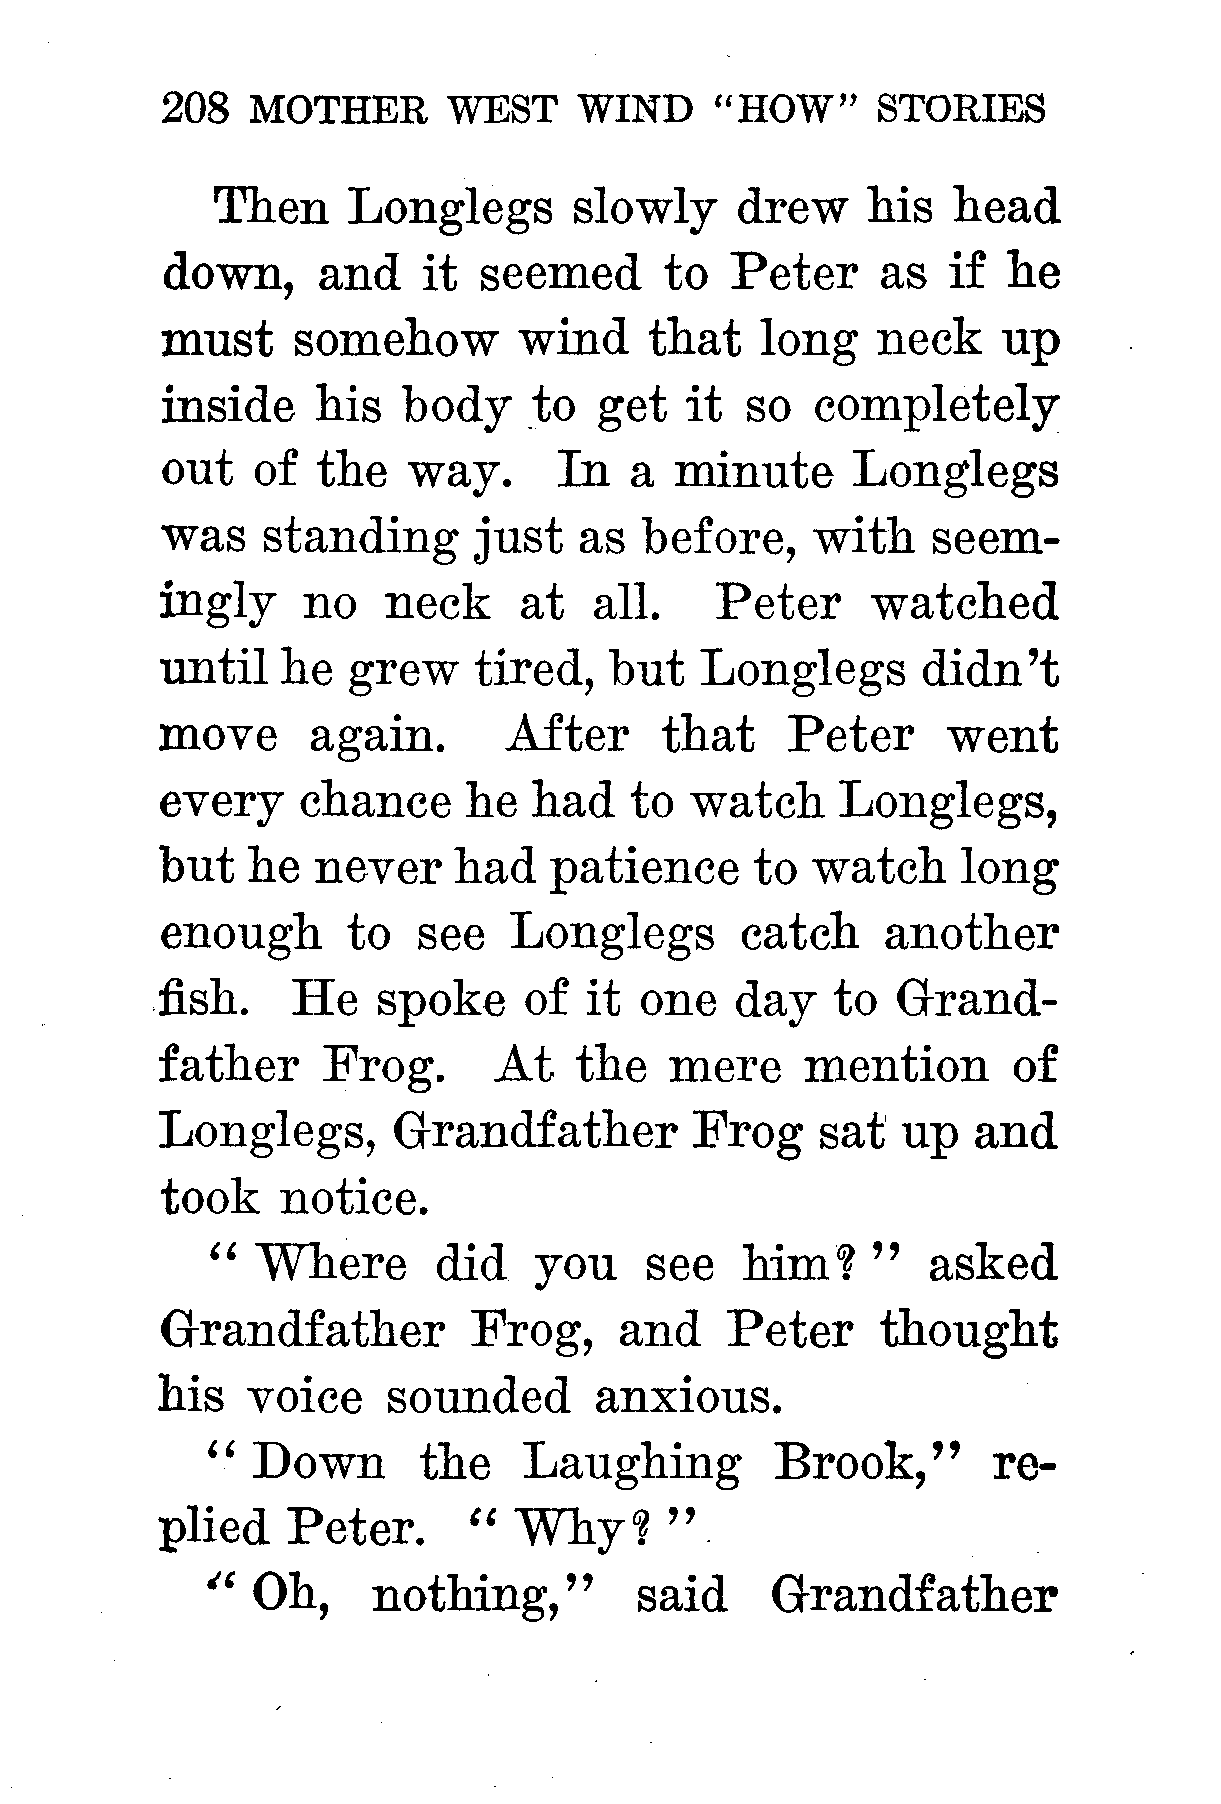 208 MOTHER WEST WIND "HOW" STORIES
Then Longlegs slowly drew his head
down, and it seemed to Peter as if he
must somehow wind that long neck up
inside his body to get it so completely
out of the way. In a minute Longlegs
was standing just as before, with seem-
ingly no neck at all. Peter watched
until he grew tired, but Longlegs didn't
move again. After that Peter went
every chance he had to watch Longlegs,
but he never had patience to watch long
enough to see Longlegs catch another
fish. He spoke of it one day to Grand-
father Frog. At the mere mention of
Longlegs, Grandfather Frog sat up and
took notice.
"Where did you see him?" asked
Grandfather Frog, and Peter thought
his voice sounded anxious.
"Down the Laughing Brook," re-
plied Peter. "Why?"
"Oh, nothing," said Grandfather